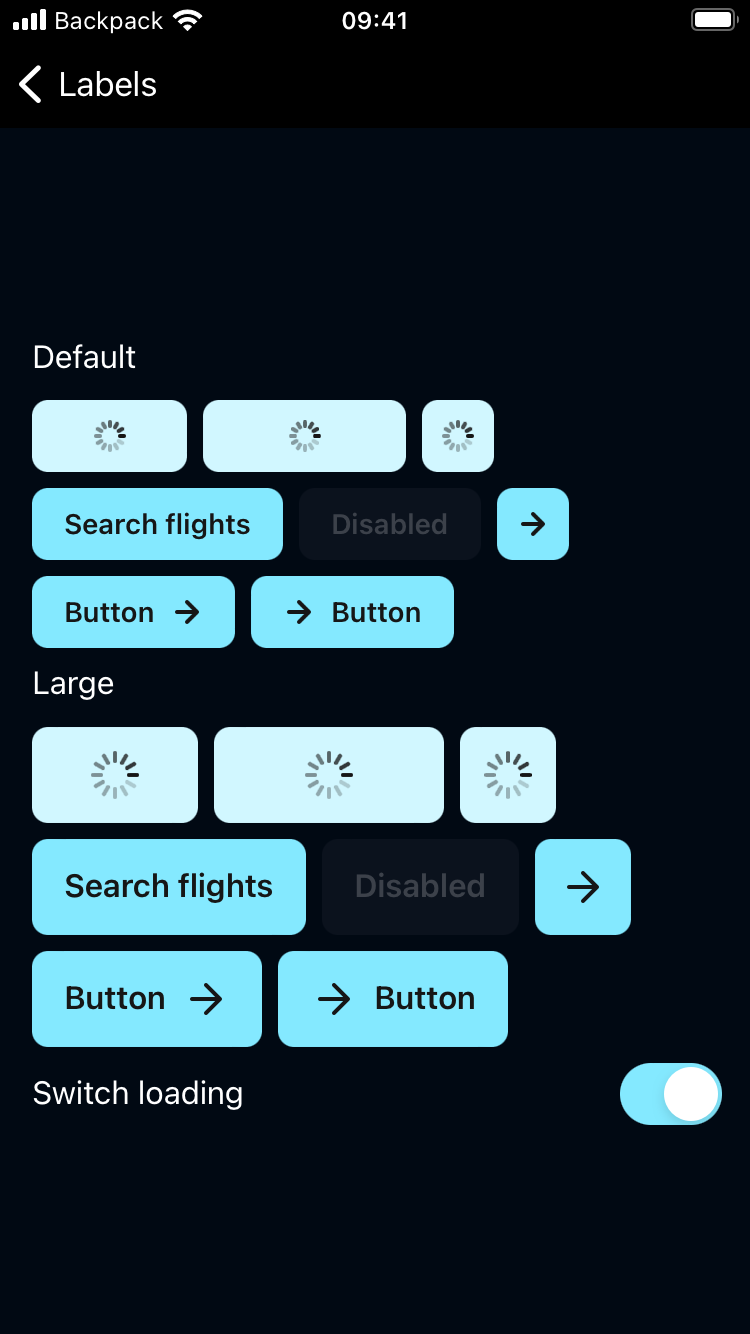 Backpack 09:41
Labels
Default
Search flights Disabled
Button Button
Large
Search flights Disabled
Button Button
Switch loading